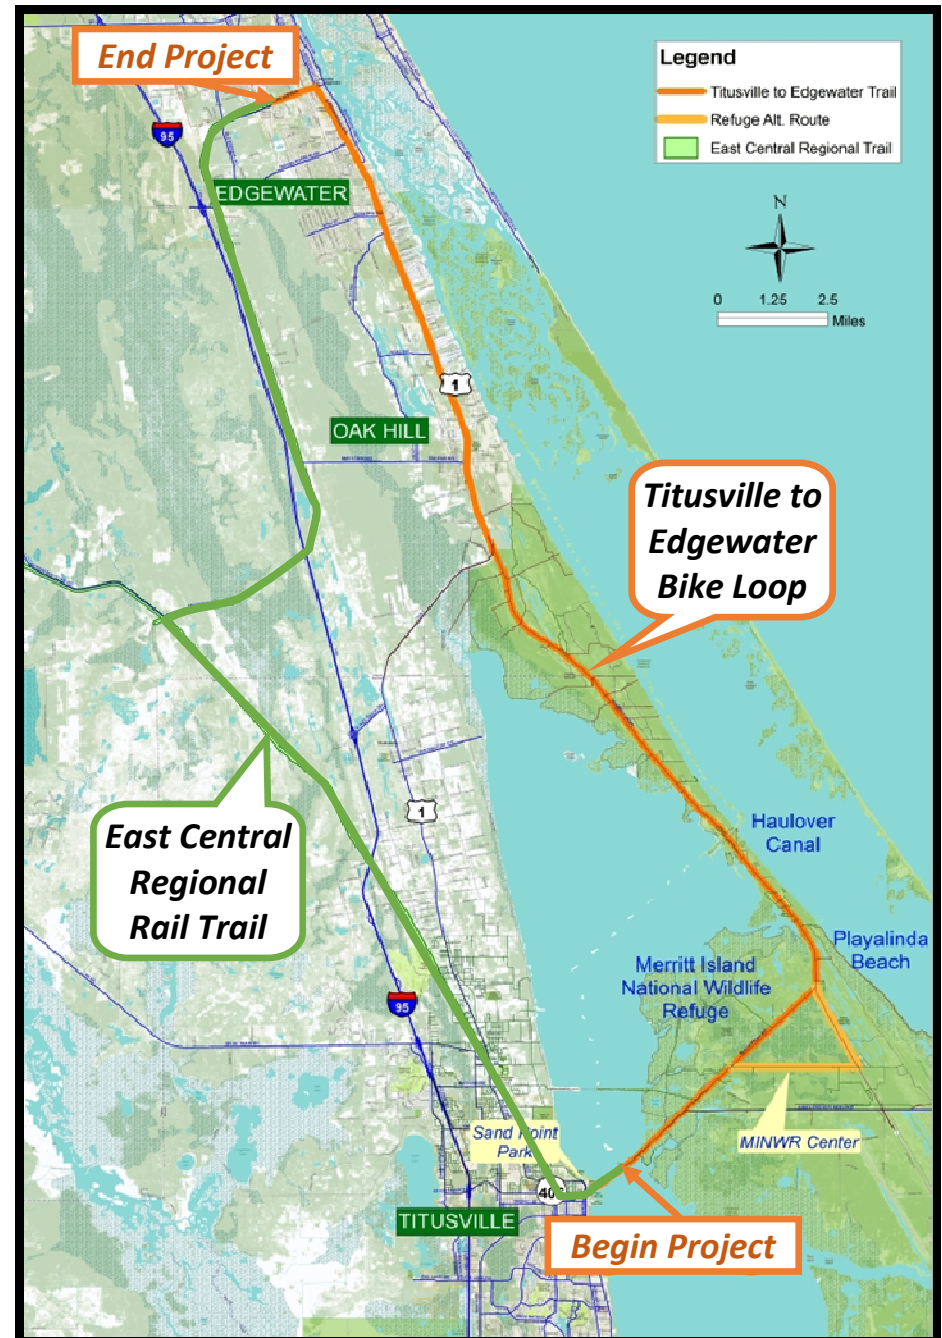 End Project
Legend
Titusville to Edgewater Trail
Refuge Alt. Route
East Central Regional Trail
95
EDGEWATER
N
0 1.25 2.5
Miles
1
OAK HILL
Titusville to
Edgewater
Bike Loop
1
East Central
Regional
Rail Trail
Haulover
Canal
Playalinda
Beach
Merritt Island
National Wildlife
Refuge
95
Sand Point
Park
MINWR Center
40
TITUSVILLE
Begin Project